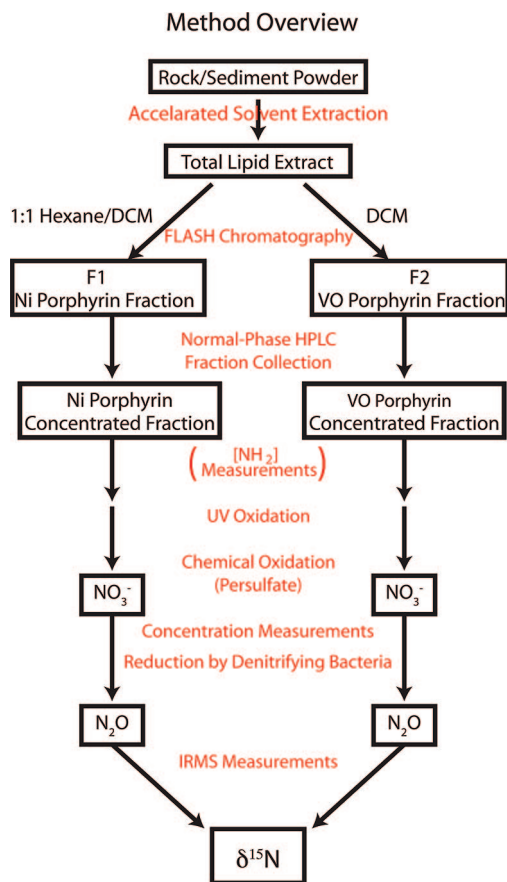 Method Overview
Rock/Sediment Powder
Accelarated Solvent Extraction
Total Lipid Extract
1:1 Hexane/DCM
DCM
FLASH Chromatography
F1
Ni Porphyrin Fraction
F2
VO Porphyrin Fraction
Normal-Phase HPLC
Fraction Collection
Ni Porphyrin
Concentrated Fraction
VO Porphyrin
Concentrated Fraction
([NH₂]
Measurements)
UV Oxidation
Chemical Oxidation
(Persulfate)
NO₃⁻
NO₃⁻
Concentration Measurements
Reduction by Denitrifying Bacteria
N₂O
N₂O
IRMS Measurements
δ¹⁵N